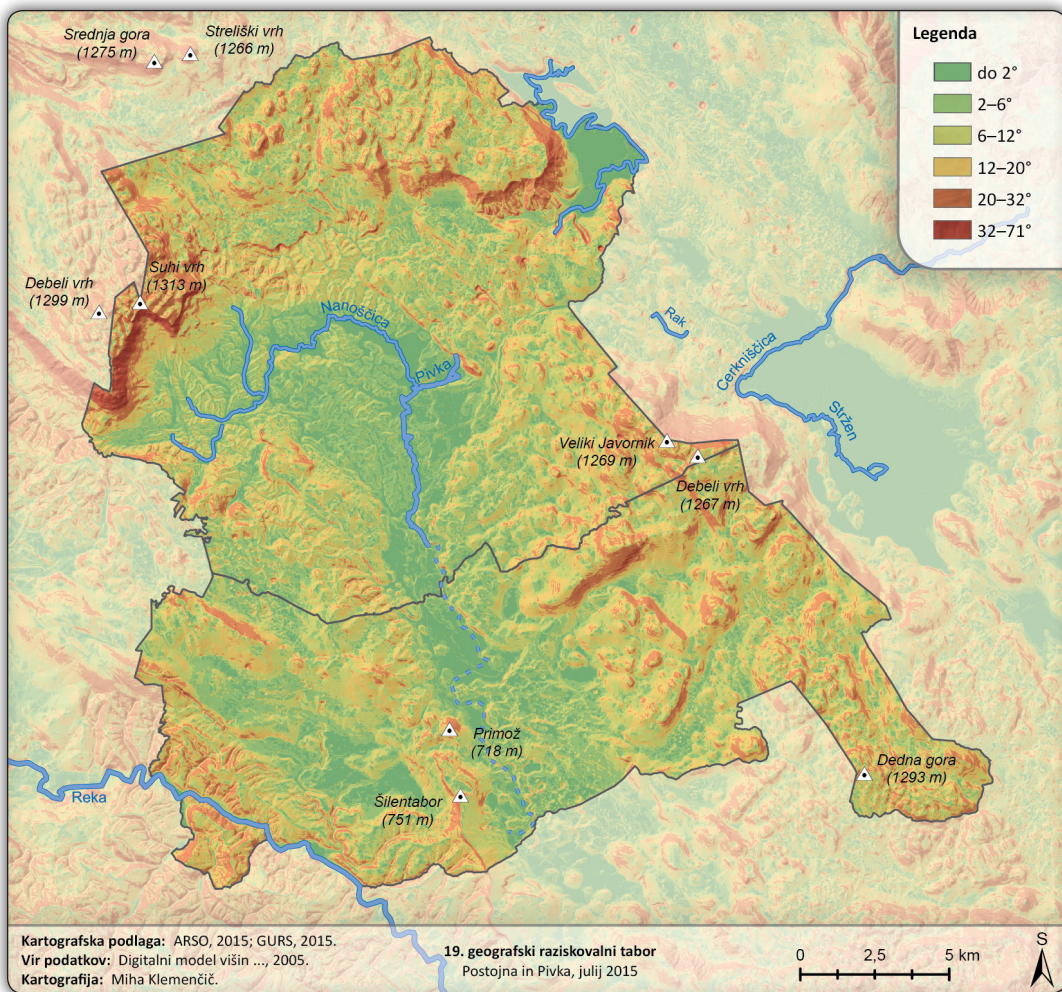 Srednja gora
(1275 m)
Streliški vrh
(1266 m)
Legenda
do 2°
2–6°
6–12°
12–20°
20–32°
32–71°
Debeli vrh
(1299 m)
Suhi vrh
(1313 m)
Nanoščica
Pivka
Rak
Cerkniščica
Stržen
Veliki Javornik
(1269 m)
Debeli vrh
(1267 m)
Primož
(718 m)
Dedna gora
(1293 m)
Šilentabor
(751 m)
Reka
Kartografska podlaga: ARSO, 2015; GURS, 2015.
Vir podatkov: Digitalni model višin ..., 2005.
Kartografija: Miha Klemenčič.
19. geografski raziskovalni tabor
Postojna in Pivka, julij 2015
0 2,5 5 km
S